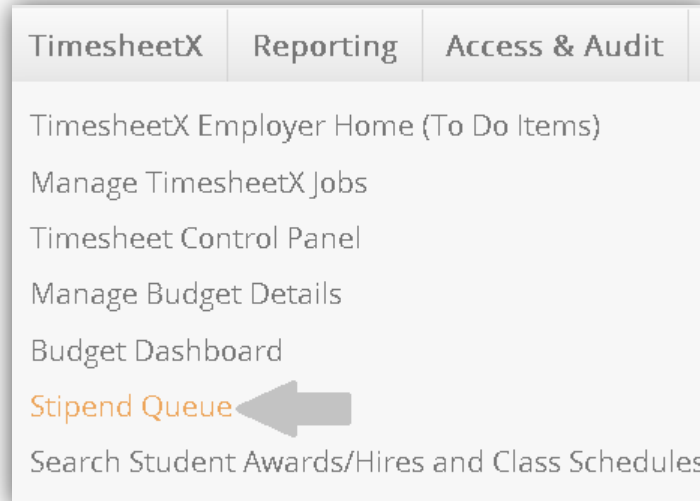 TimesheetX Reporting Access & Audit
TimesheetX Employer Home (To Do Items)
Manage TimesheetX Jobs
Timesheet Control Panel
Manage Budget Details
Budget Dashboard
Stipend Queue
Search Student Awards/Hires and Class Schedules